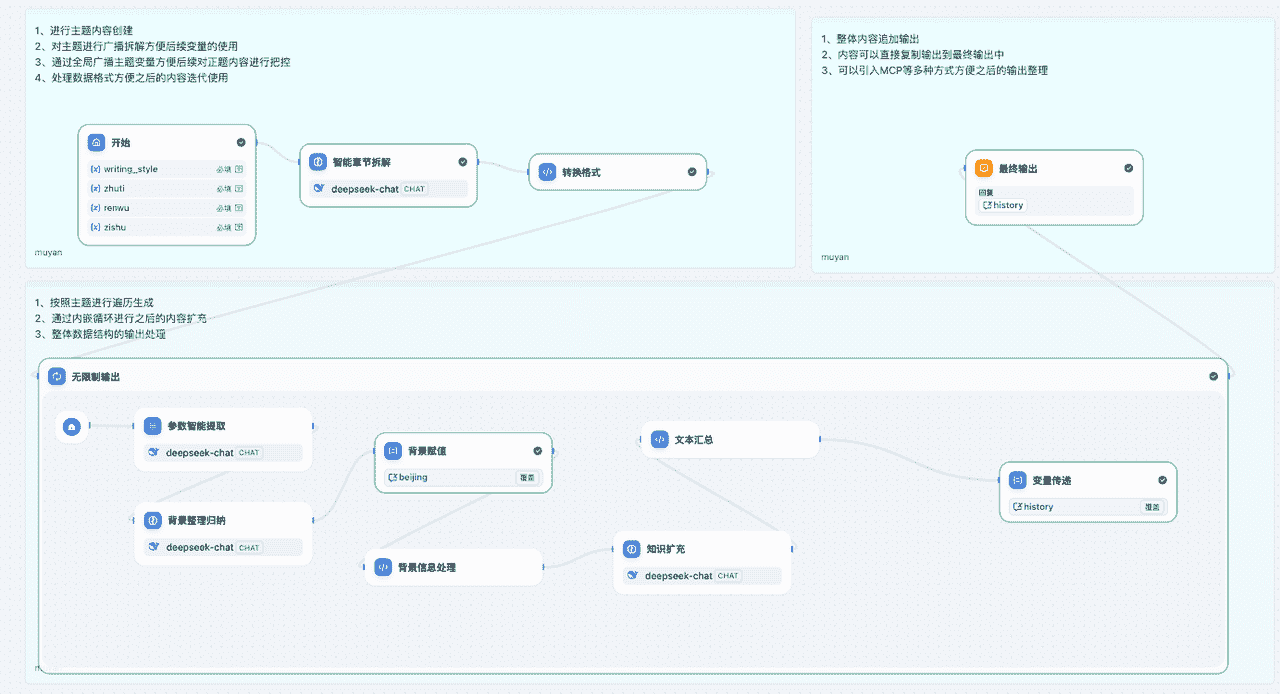 1、进行主题内容创建
2、对主题进行广播拆解方便后续变量的使用
3、通过全局广播主题变量方便后续对正题内容进行把控
4、处理数据格式方便之后的内容迭代使用
开始
{x} writing_style 必填
{x} zhuti 必填
{x} renwu 必填
{x} zishu 必填
智能章节拆解
deepseek-chat CHAT
转换格式
muyan
1、整体内容追加输出
2、内容可以直接复制输出到最终输出中
3、可以引入MCP等多种方式方便之后的输出整理
最终输出
回复
history
muyan
1、按照主题进行遍历生成
2、通过内嵌循环进行之后的内容扩充
3、整体数据结构的输出处理
无限制输出
参数智能提取
deepseek-chat CHAT
背景整理归纳
deepseek-chat CHAT
背景赋值
beijing 覆盖
背景信息处理
文本汇总
知识扩充
deepseek-chat CHAT
变量传递
history 覆盖